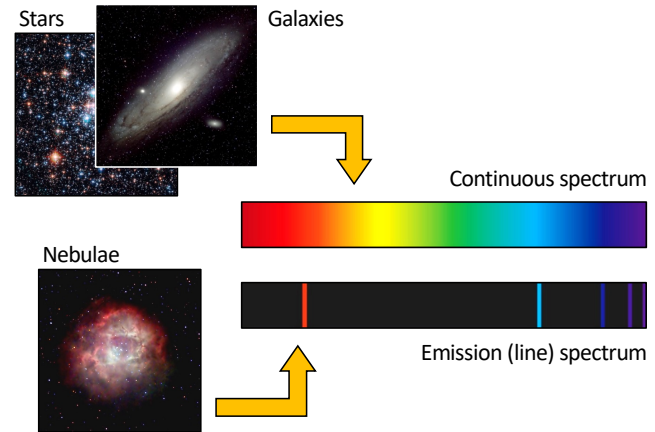 Stars
Galaxies
Continuous spectrum
Nebulae
Emission (line) spectrum